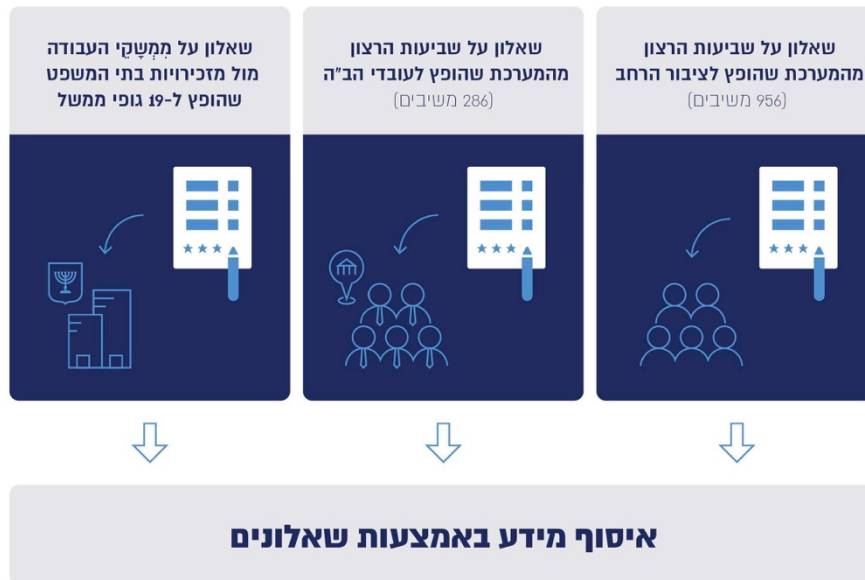 שאלון על שביעות הרצון
מהמערכת שהופץ לציבור הרחב
(956 משיבים)
שאלון על שביעות הרצון
מהמערכת שהופץ לעובדי הב"ה
(286 משיבים)
שאלון על מִמְשָׁקֵי העבודה
מול מזכירויות בתי המשפט
שהופץ ל-19 גופי ממשל
איסוף מידע באמצעות שאלונים